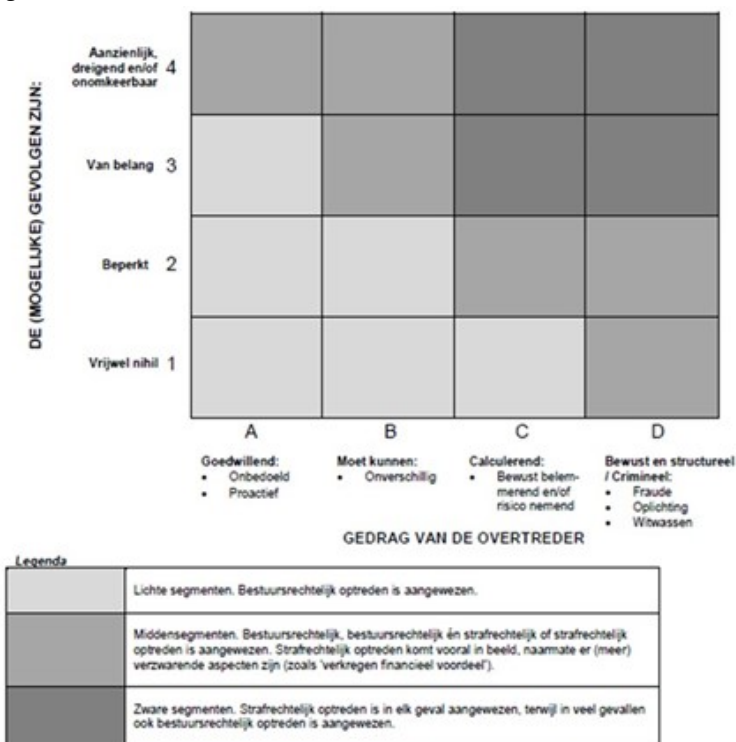 DE (MOGELIJKE) GEVOLGEN ZIJN:
Aanzienlijk,
dreigend en/of
onomkeerbaar
4
Van belang 3
Beperkt 2
Vrijwel nihil 1
A
B
C
D
Goedwillend:
• Onbedoeld
• Proactief
Moet kunnen:
• Onverschillig
Calculerend:
• Bewust belem-
merend en/of
risico nemend
Bewust en structureel
/ Crimineel:
• Fraude
• Oplichting
• Witwassen
GEDRAG VAN DE OVERTREDER
Legenda
Lichte segmenten. Bestuursrechtelijk optreden is aangewezen.
Middensegmenten. Bestuursrechtelijk, bestuursrechtelijk én strafrechtelijk of strafrechtelijk
optreden is aangewezen. Strafrechtelijk optreden komt vooral in beeld, naarmate er (meer)
verzwarende aspecten zijn (zoals 'verkregen financieel voordeel').
Zware segmenten. Strafrechtelijk optreden is in elk geval aangewezen, terwijl in veel gevallen
ook bestuursrechtelijk optreden is aangewezen.